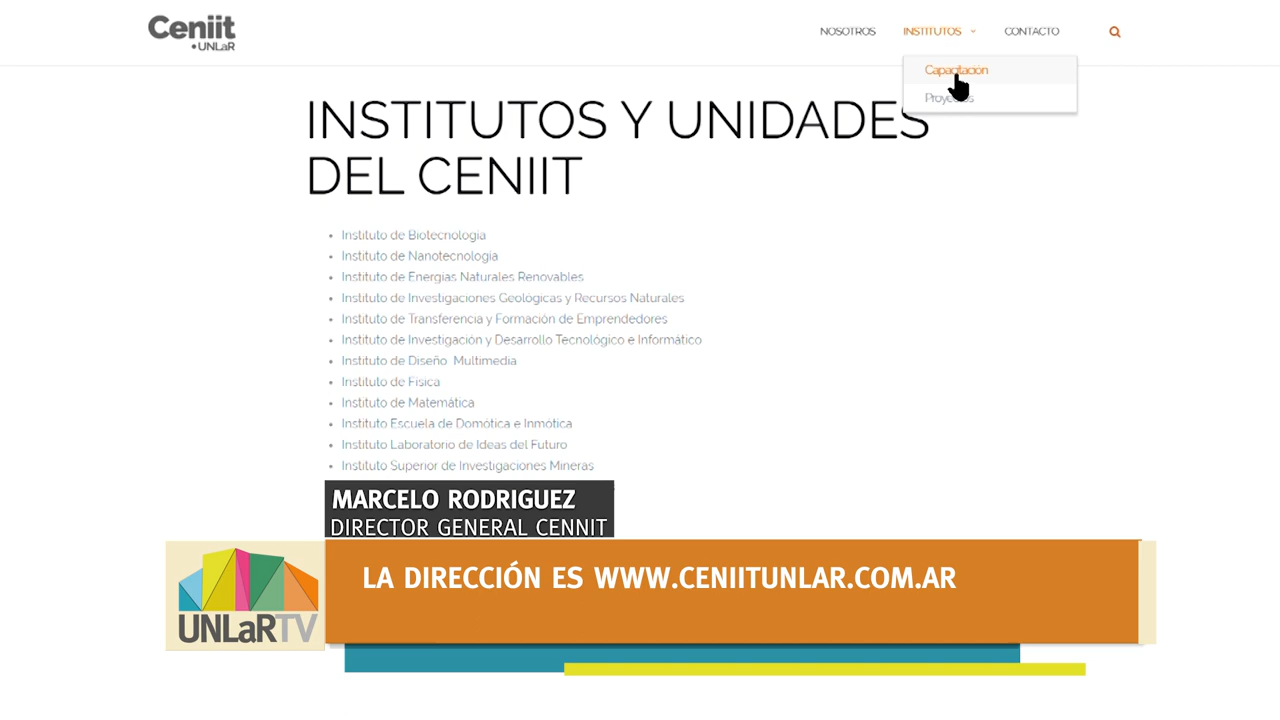 Ceniit
•UNLaR
NOSOTROS
INSTITUTOS
CONTACTO
Capacitación
Proyectos
INSTITUTOS Y UNIDADES
DEL CENIIT
• Instituto de Biotecnología
• Instituto de Nanotecnología
• Instituto de Energías Naturales Renovables
• Instituto de Investigaciones Geológicas y Recursos Naturales
• Instituto de Transferencia y Formación de Emprendedores
• Instituto de Investigación y Desarrollo Tecnológico e Informático
• Instituto de Diseño Multimedia
• Instituto de Física
• Instituto de Matemática
• Instituto Escuela de Domótica e Inmótica
• Instituto Laboratorio de Ideas del Futuro
• Instituto Superior de Investigaciones Mineras
MARCELO RODRIGUEZ
DIRECTOR GENERAL CENNIT
LA DIRECCIÓN ES WWW.CENIITUNLAR.COM.AR
UNLaRTV